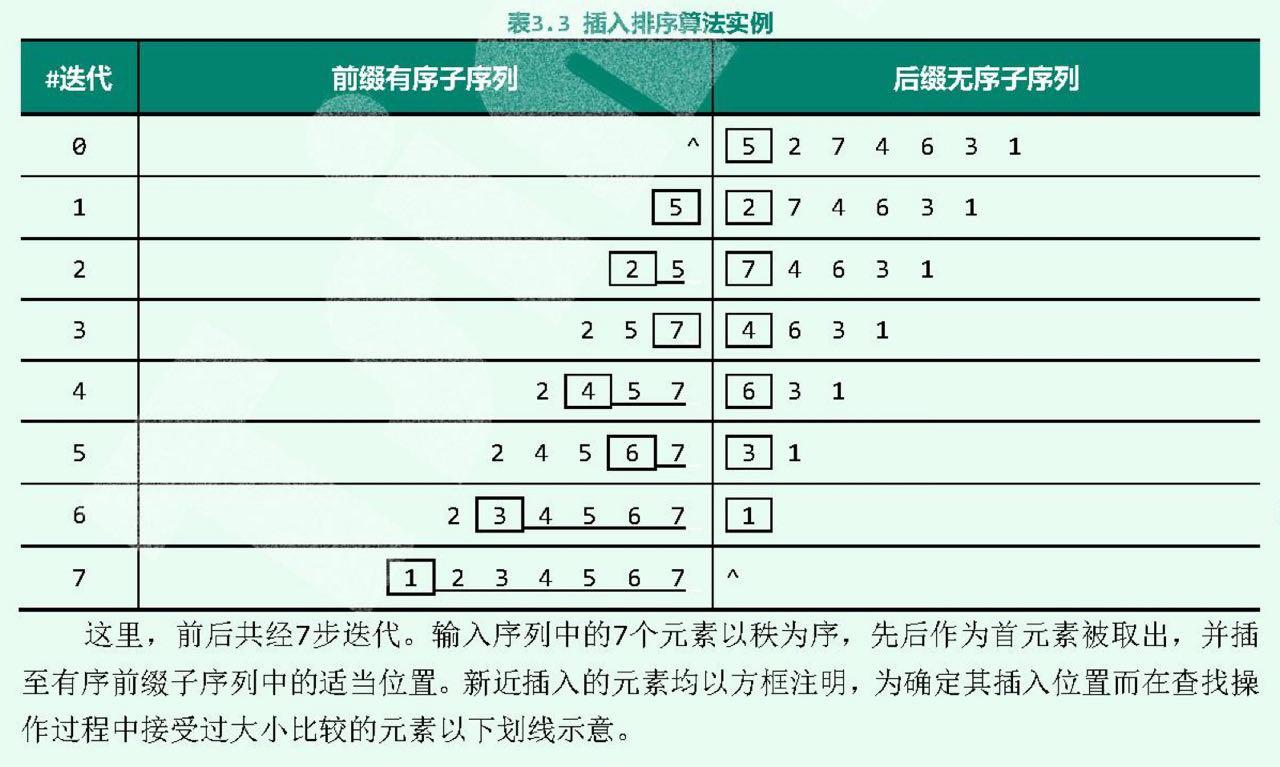 表3.3 插入排序算法实例
#迭代 前缀有序子序列 后缀无序子序列
0 ^ 5 2 7 4 6 3 1
1 5 2 7 4 6 3 1
2 2 5 7 4 6 3 1
3 2 5 7 4 6 3 1
4 2 4 5 7 6 3 1
5 2 4 5 6 7 3 1
6 2 3 4 5 6 7 1
7 1 2 3 4 5 6 7 ^
这里，前后共经7步迭代。输入序列中的7个元素以秩为序，先后作为首元素被取出，并插
至有序前缀子序列中的适当位置。新近插入的元素均以方框注明，为确定其插入位置而在查找操
作过程中接受过大小比较的元素以下划线示意。